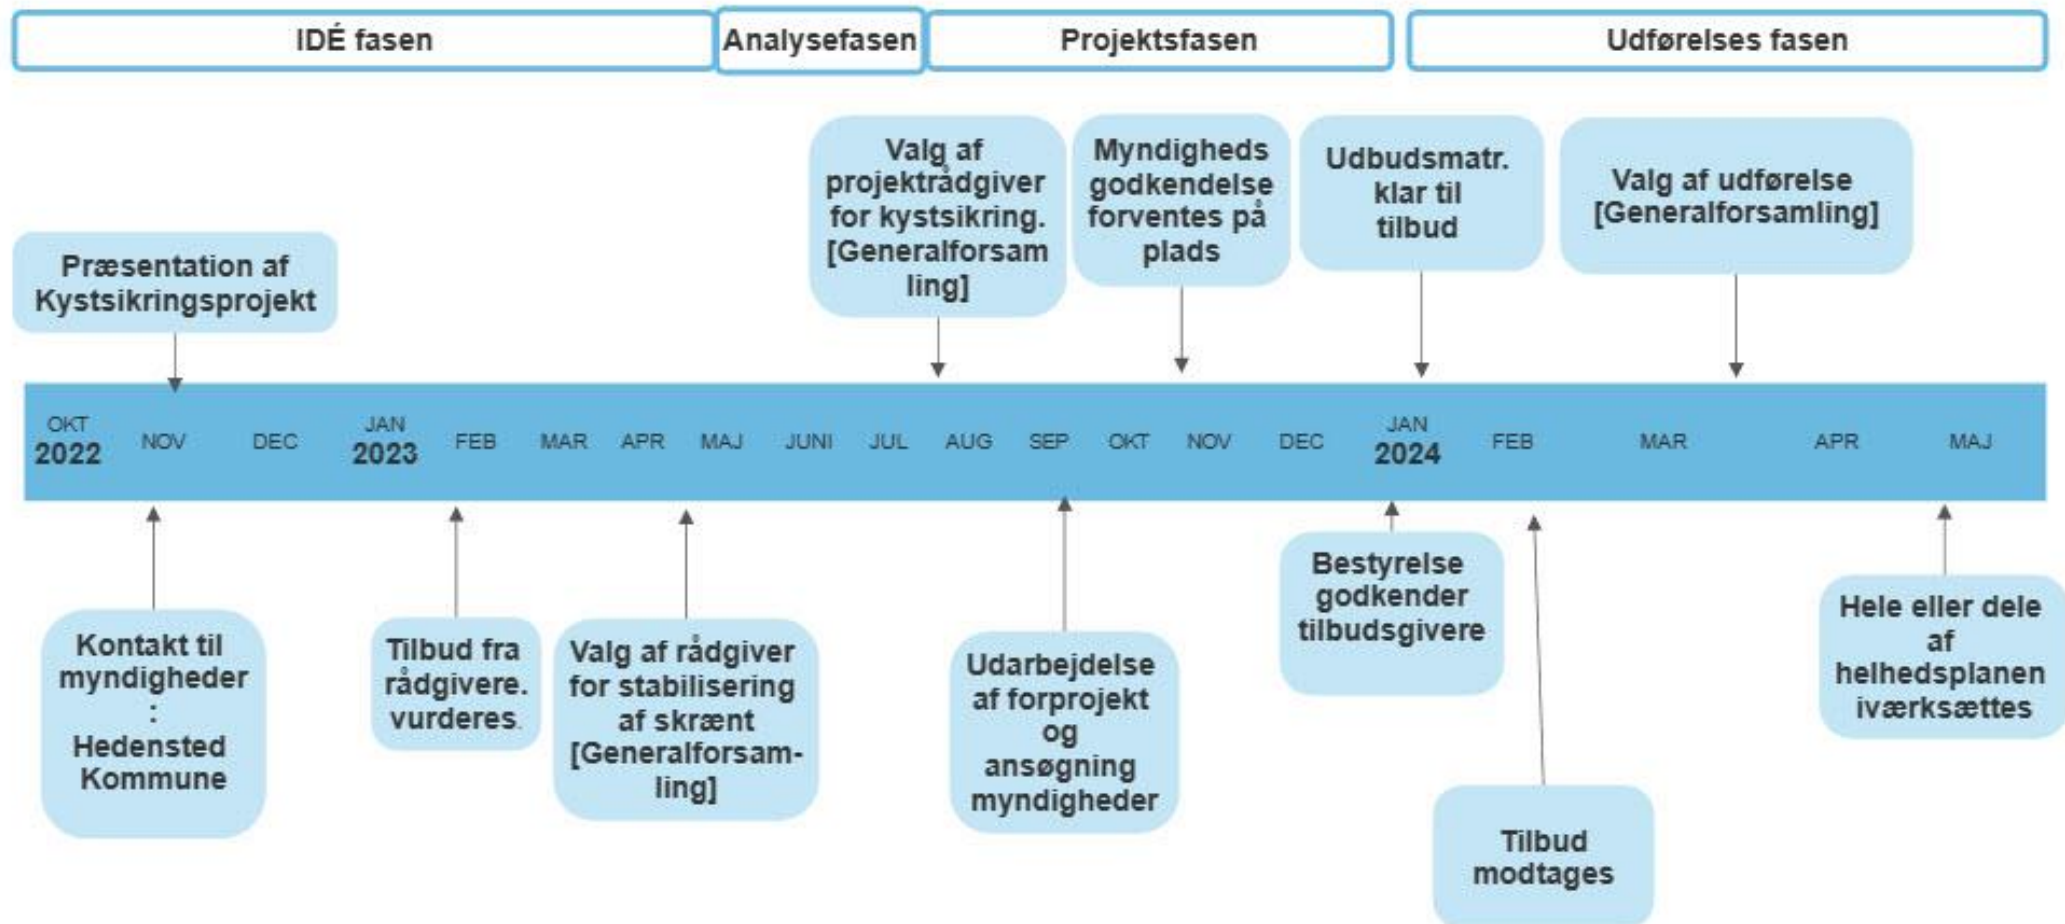 IDÉ fasen
Analysefasen
Projektsfasen
Udførelses fasen
Præsentation af
Kystsikringsprojekt
Valg af
projektrådgiver
for kystsikring.
[Generalforsam
ling]
Myndigheds
godkendelse
forventes på
plads
Udbudsmatr.
klar til
tilbud
Valg af udførelse
[Generalforsamling]
OKT
2022
NOV
DEC
JAN
2023
FEB
MAR
APR
MAJ
JUNI
JUL
AUG
SEP
OKT
NOV
DEC
JAN
2024
FEB
MAR
APR
MAJ
Kontakt til
myndigheder
:
Hedensted
Kommune
Tilbud fra
rådgivere.
vurderes.
Valg af rådgiver
for stabilisering
af skrænt
[Generalforsam-
ling]
Udarbejdelse
af forprojekt
og
ansøgning
myndigheder
Bestyrelse
godkender
tilbudsgivere
Tilbud
modtages
Hele eller dele
af
helhedsplanen
iværksættes